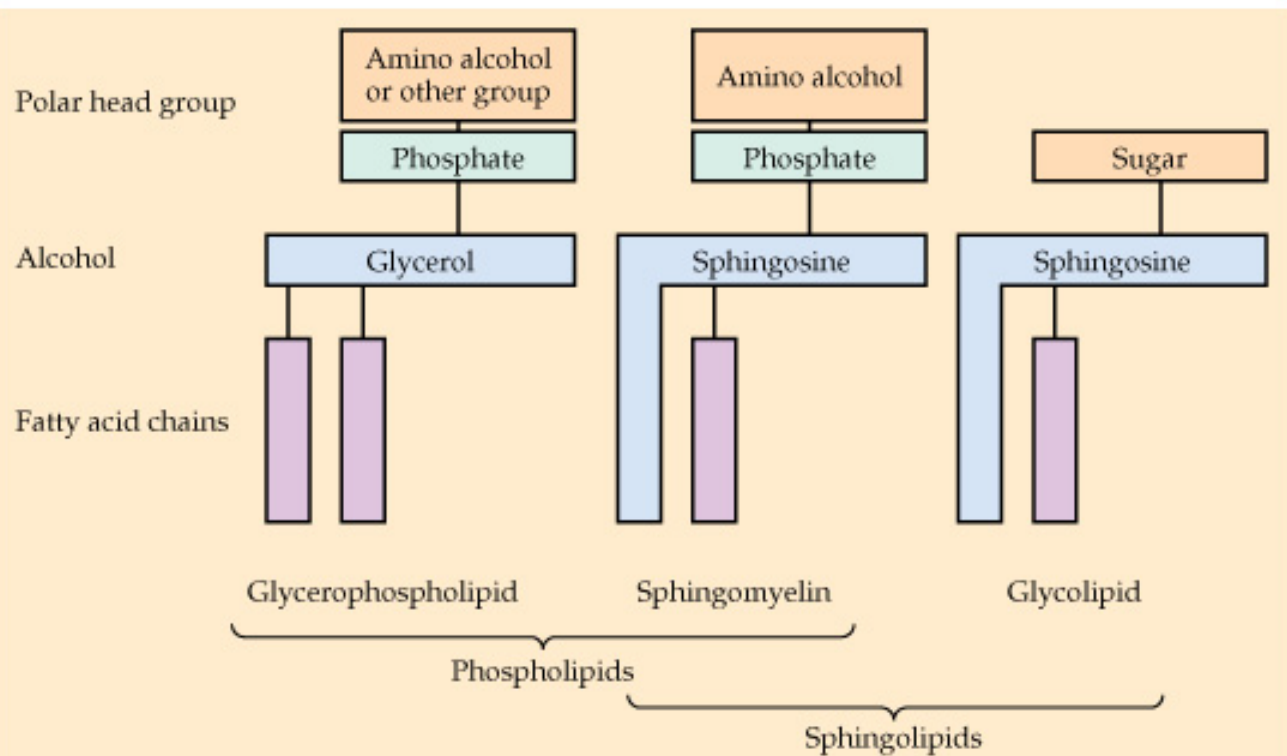 Polar head group
Amino alcohol
or other group
Amino alcohol
Phosphate
Phosphate
Sugar
Alcohol
Glycerol
Sphingosine
Sphingosine
Fatty acid chains
Glycerophospholipid
Sphingomyelin
Glycolipid
Phospholipids
Sphingolipids